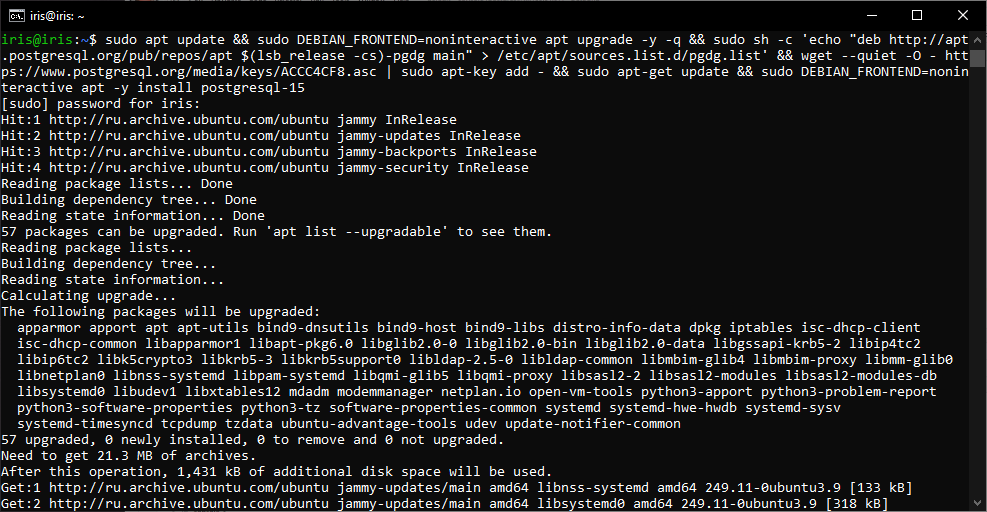 iris@iris: ~
iris@iris:~$ sudo apt update && sudo DEBIAN_FRONTEND=noninteractive apt upgrade -y -q && sudo sh -c 'echo "deb http://apt
.postgresql.org/pub/repos/apt $(lsb_release -cs)-pgdg main" > /etc/apt/sources.list.d/pgdg.list' && wget --quiet -O - htt
ps://www.postgresql.org/media/keys/ACCC4CF8.asc | sudo apt-key add - && sudo apt-get update && sudo DEBIAN_FRONTEND=nonin
teractive apt -y install postgresql-15
[sudo] password for iris:
Hit:1 http://ru.archive.ubuntu.com/ubuntu jammy InRelease
Hit:2 http://ru.archive.ubuntu.com/ubuntu jammy-updates InRelease
Hit:3 http://ru.archive.ubuntu.com/ubuntu jammy-backports InRelease
Hit:4 http://ru.archive.ubuntu.com/ubuntu jammy-security InRelease
Reading package lists... Done
Building dependency tree... Done
Reading state information... Done
57 packages can be upgraded. Run 'apt list --upgradable' to see them.
Reading package lists...
Building dependency tree...
Reading state information...
Calculating upgrade...
The following packages will be upgraded:
  apparmor apport apt apt-utils bind9-dnsutils bind9-host bind9-libs distro-info-data dpkg iptables isc-dhcp-client
  isc-dhcp-common libapparmor1 libapt-pkg6.0 libglib2.0-0 libglib2.0-bin libglib2.0-data libgssapi-krb5-2 libip4tc2
  libip6tc2 libk5crypto3 libkrb5-3 libkrb5support0 libldap-2.5-0 libldap-common libmbim-glib4 libmbim-proxy libmm-glib0
  libnetplan0 libnss-systemd libpam-systemd libqmi-glib5 libqmi-proxy libsasl2-2 libsasl2-modules libsasl2-modules-db
  libsystemd0 libudev1 libxtables12 mdadm modemmanager netplan.io open-vm-tools python3-apport python3-problem-report
  python3-software-properties python3-tz software-properties-common systemd systemd-hwe-hwdb systemd-sysv
  systemd-timesyncd tcpdump tzdata ubuntu-advantage-tools udev update-notifier-common
57 upgraded, 0 newly installed, 0 to remove and 0 not upgraded.
Need to get 21.3 MB of archives.
After this operation, 1,431 kB of additional disk space will be used.
Get:1 http://ru.archive.ubuntu.com/ubuntu jammy-updates/main amd64 libnss-systemd amd64 249.11-0ubuntu3.9 [133 kB]
Get:2 http://ru.archive.ubuntu.com/ubuntu jammy-updates/main amd64 libsystemd0 amd64 249.11-0ubuntu3.9 [318 kB]